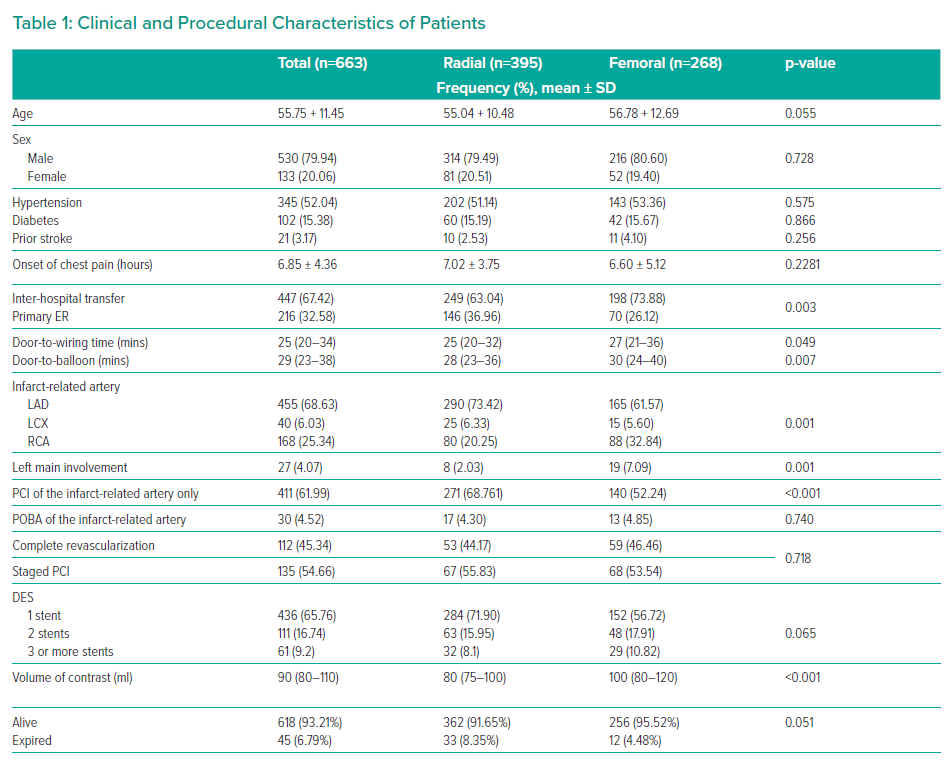 Table 1: Clinical and Procedural Characteristics of Patients
Total (n=663) Radial (n=395) Femoral (n=268) p-value
Frequency (%), mean ± SD
Age 55.75 + 11.45 55.04 + 10.48 56.78 + 12.69 0.055
Sex
Male 530 (79.94) 314 (79.49) 216 (80.60) 0.728
Female 133 (20.06) 81 (20.51) 52 (19.40)
Hypertension 345 (52.04) 202 (51.14) 143 (53.36) 0.575
Diabetes 102 (15.38) 60 (15.19) 42 (15.67) 0.866
Prior stroke 21 (3.17) 10 (2.53) 11 (4.10) 0.256
Onset of chest pain (hours) 6.85 ± 4.36 7.02 ± 3.75 6.60 ± 5.12 0.2281
Inter-hospital transfer 447 (67.42) 249 (63.04) 198 (73.88)
0.003
Primary ER 216 (32.58) 146 (36.96) 70 (26.12)
Door-to-wiring time (mins) 25 (20–34) 25 (20–32) 27 (21–36) 0.049
Door-to-balloon (mins) 29 (23–38) 28 (23–36) 30 (24–40) 0.007
Infarct-related artery
LAD 455 (68.63) 290 (73.42) 165 (61.57)
LCX 40 (6.03) 25 (6.33) 15 (5.60) 0.001
RCA 168 (25.34) 80 (20.25) 88 (32.84)
Left main involvement 27 (4.07) 8 (2.03) 19 (7.09) 0.001
PCI of the infarct-related artery only 411 (61.99) 271 (68.761) 140 (52.24) <0.001
POBA of the infarct-related artery 30 (4.52) 17 (4.30) 13 (4.85) 0.740
Complete revascularization 112 (45.34) 53 (44.17) 59 (46.46)
0.718
Staged PCI 135 (54.66) 67 (55.83) 68 (53.54)
DES
1 stent 436 (65.76) 284 (71.90) 152 (56.72)
2 stents 111 (16.74) 63 (15.95) 48 (17.91) 0.065
3 or more stents 61 (9.2) 32 (8.1) 29 (10.82)
Volume of contrast (ml) 90 (80–110) 80 (75–100) 100 (80–120) <0.001
Alive 618 (93.21%) 362 (91.65%) 256 (95.52%) 0.051
Expired 45 (6.79%) 33 (8.35%) 12 (4.48%)